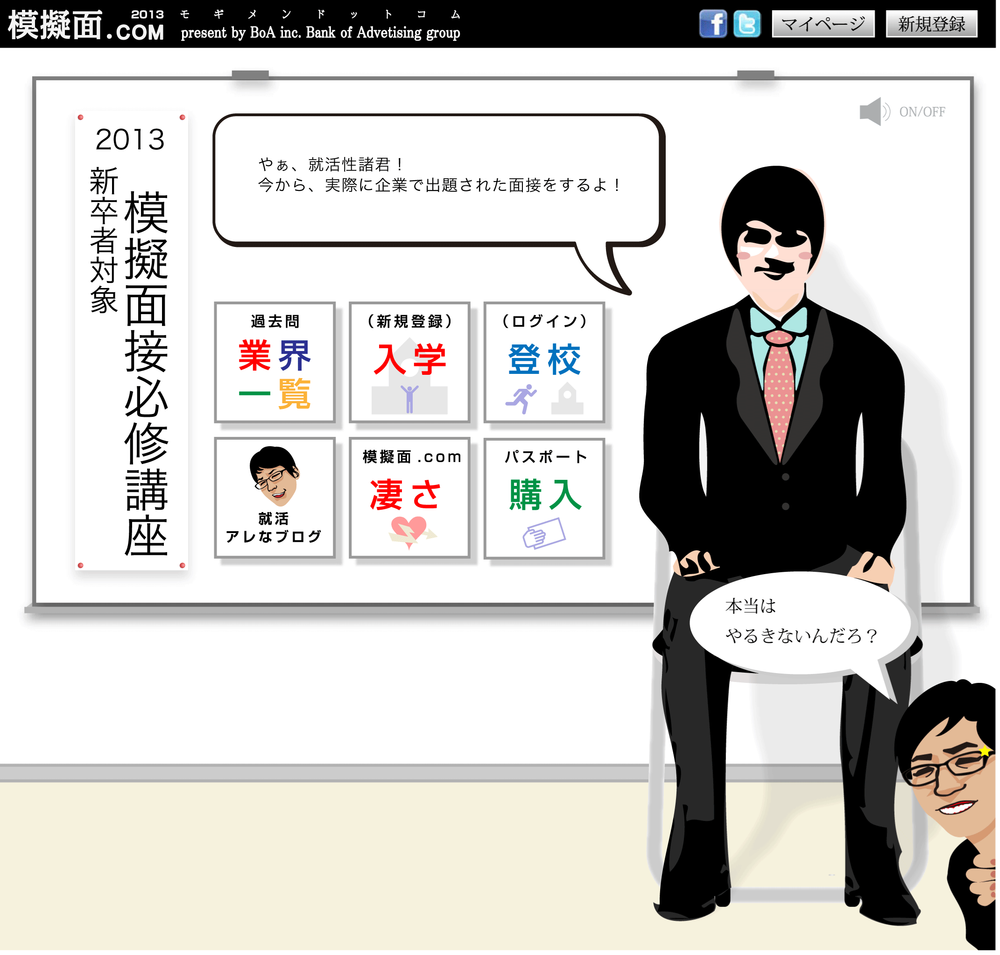 模擬面.COM 2013
モギメンドットコム
present by BoA inc. Bank of Advetising group
マイページ
新規登録
ON/OFF
2013
新卒者対象
模擬面接必修講座
やぁ、就活性諸君！
今から、実際に企業で出題された面接をするよ！
過去問
業界
一覧
（新規登録）
入学
（ログイン）
登校
就活
アレなブログ
模擬面.com
凄さ
パスポート
購入
本当は
やるきないんだろ？